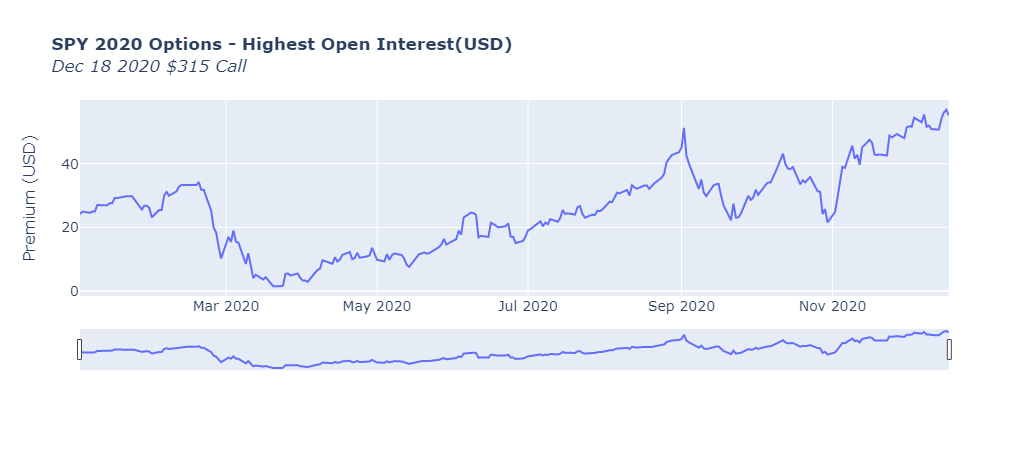 SPY 2020 Options - Highest Open Interest(USD)
Dec 18 2020 $315 Call
Premium (USD)
40
20
0
Mar 2020
May 2020
Jul 2020
Sep 2020
Nov 2020